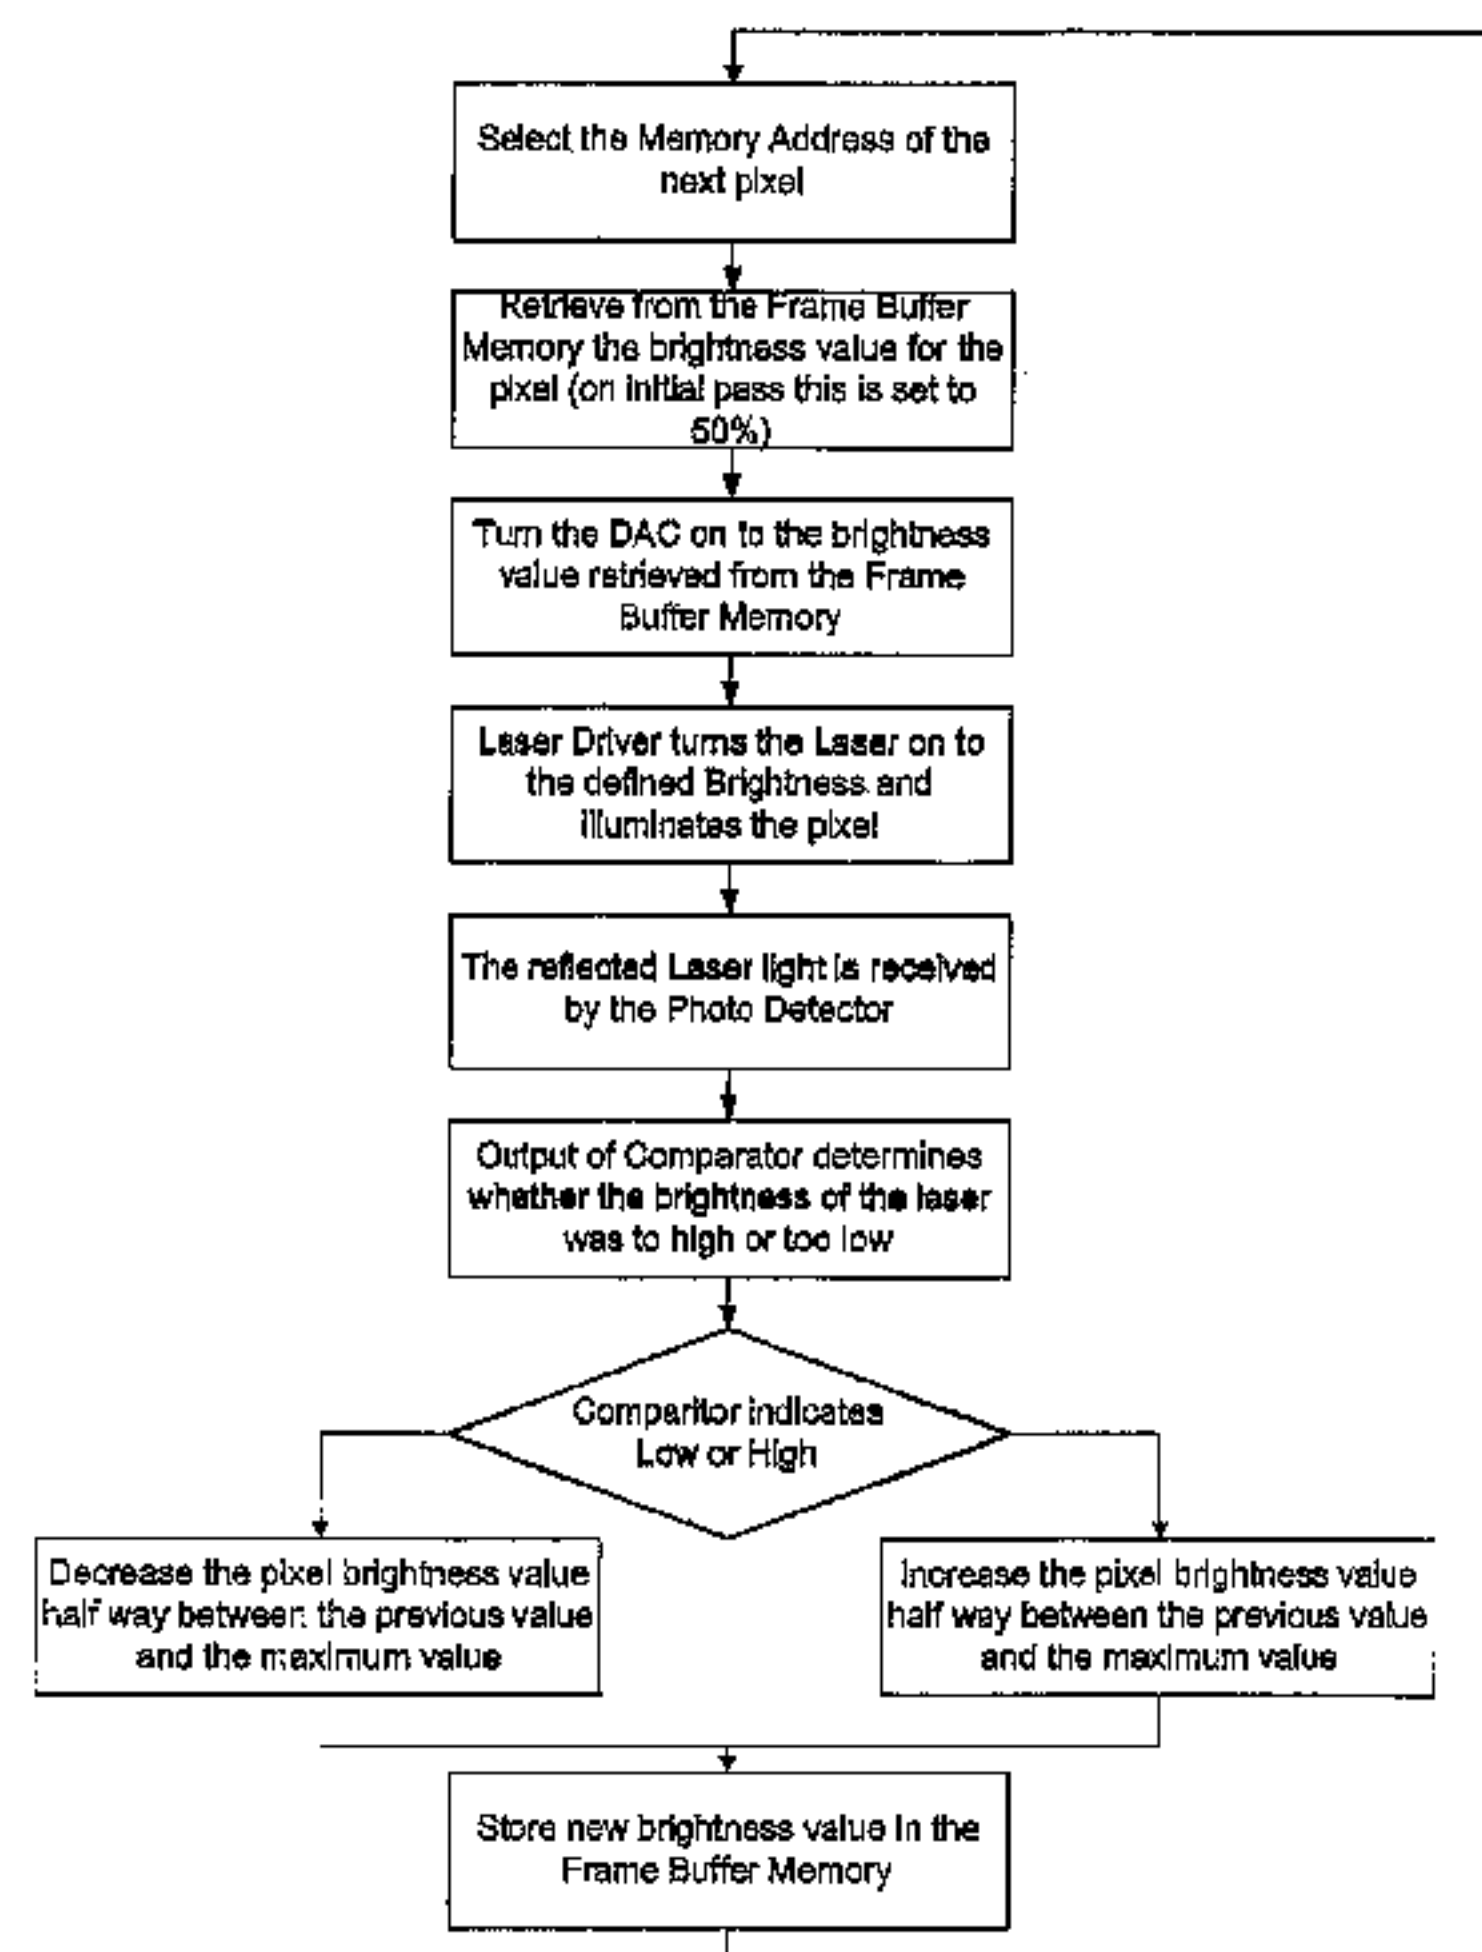 Select the Memory Address of the
next pixel
Retrieve from the Frame Buffer
Memory the brightness value for the
pixel (on initial pass this is set to
50%)
Turn the DAC on to the brightness
value retrieved from the Frame
Buffer Memory
Laser Driver turns the Laser on to
the defined Brightness and
illuminates the pixel
The reflected Laser light is received
by the Photo Detector
Output of Comparator determines
whether the brightness of the laser
was to high or too low
Comparitor indicates
Low or High
Decrease the pixel brightness value
half way between the previous value
and the maximum value
Increase the pixel brightness value
half way between the previous value
and the maximum value
Store new brightness value in the
Frame Buffer Memory